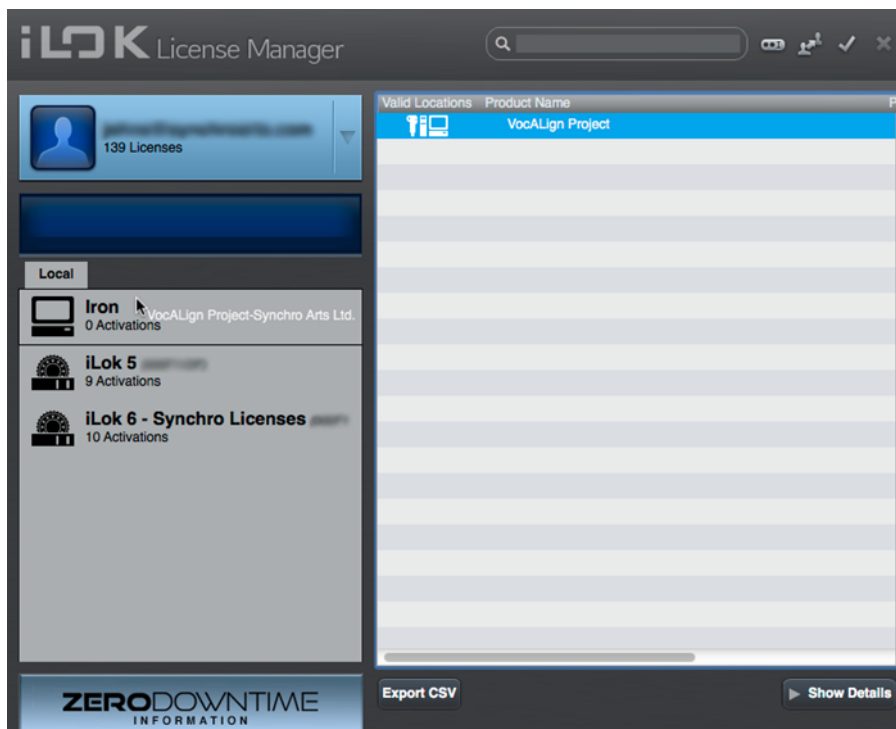 iLOK License Manager
139 Licenses
Local
Iron
0 Activations
VocALign Project-Synchro Arts Ltd.
iLok 5
9 Activations
iLok 6 - Synchro Licenses
10 Activations
ZERODOWNTIME
INFORMATION
Valid Locations Product Name P
VocALign Project
Export CSV
Show Details